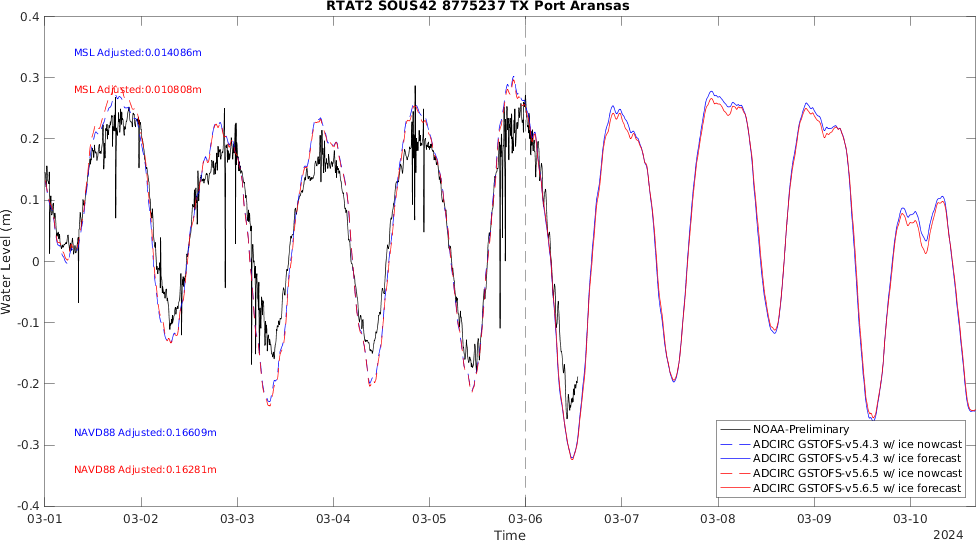 RTAT2 SOUS42 8775237 TX Port Aransas
0.4
0.3
0.2
0.1
0
-0.1
-0.2
-0.3
-0.4
Water Level (m)
MSL Adjusted:0.014086m
MSL Adjusted:0.010808m
NAVD88 Adjusted:0.16609m
NAVD88 Adjusted:0.16281m
NOAA-Preliminary
ADCIRC GSTOFS-v5.4.3 w/ ice nowcast
ADCIRC GSTOFS-v5.4.3 w/ ice forecast
ADCIRC GSTOFS-v5.6.5 w/ ice nowcast
ADCIRC GSTOFS-v5.6.5 w/ ice forecast
03-01 03-02 03-03 03-04 03-05 03-06 03-07 03-08 03-09 03-10
Time
2024